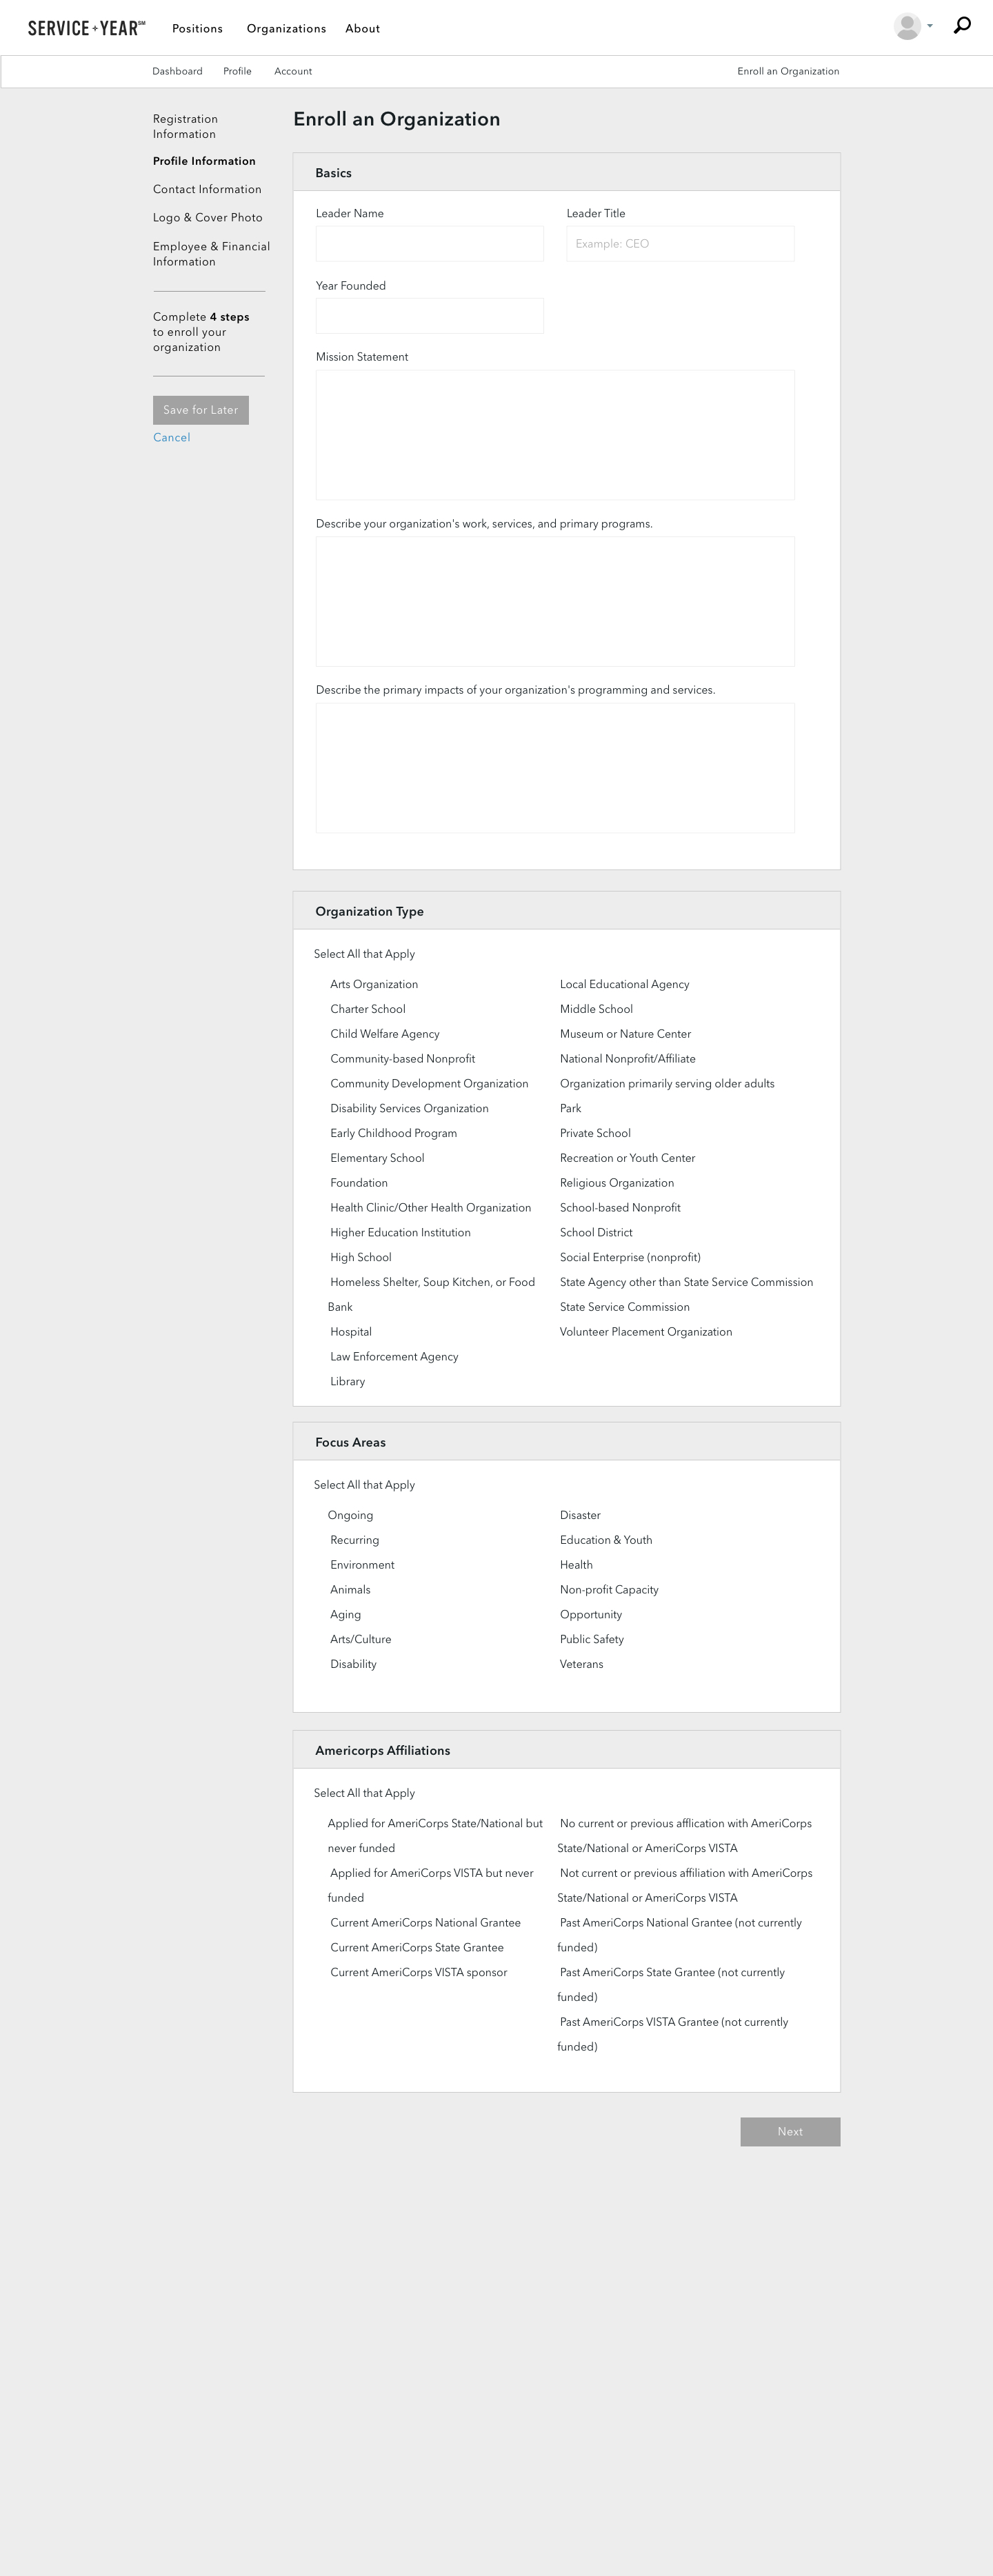 SERVICE+YEAR℠ Positions Organizations About
Dashboard Profile Account Enroll an Organization
Registration
Information
Profile Information
Contact Information
Logo & Cover Photo
Employee & Financial
Information
Complete 4 steps
to enroll your
organization
Save for Later
Cancel
Enroll an Organization
Basics
Leader Name Leader Title
Example: CEO
Year Founded
Mission Statement
Describe your organization's work, services, and primary programs.
Describe the primary impacts of your organization's programming and services.
Organization Type
Select All that Apply
Arts Organization
Charter School
Child Welfare Agency
Community-based Nonprofit
Community Development Organization
Disability Services Organization
Early Childhood Program
Elementary School
Foundation
Health Clinic/Other Health Organization
Higher Education Institution
High School
Homeless Shelter, Soup Kitchen, or Food
Bank
Hospital
Law Enforcement Agency
Library
Local Educational Agency
Middle School
Museum or Nature Center
National Nonprofit/Affiliate
Organization primarily serving older adults
Park
Private School
Recreation or Youth Center
Religious Organization
School-based Nonprofit
School District
Social Enterprise (nonprofit)
State Agency other than State Service Commission
State Service Commission
Volunteer Placement Organization
Focus Areas
Select All that Apply
Ongoing
Recurring
Environment
Animals
Aging
Arts/Culture
Disability
Disaster
Education & Youth
Health
Non-profit Capacity
Opportunity
Public Safety
Veterans
Americorps Affiliations
Select All that Apply
Applied for AmeriCorps State/National but
never funded
Applied for AmeriCorps VISTA but never
funded
Current AmeriCorps National Grantee
Current AmeriCorps State Grantee
Current AmeriCorps VISTA sponsor
No current or previous afflication with AmeriCorps
State/National or AmeriCorps VISTA
Not current or previous affiliation with AmeriCorps
State/National or AmeriCorps VISTA
Past AmeriCorps National Grantee (not currently
funded)
Past AmeriCorps State Grantee (not currently
funded)
Past AmeriCorps VISTA Grantee (not currently
funded)
Next